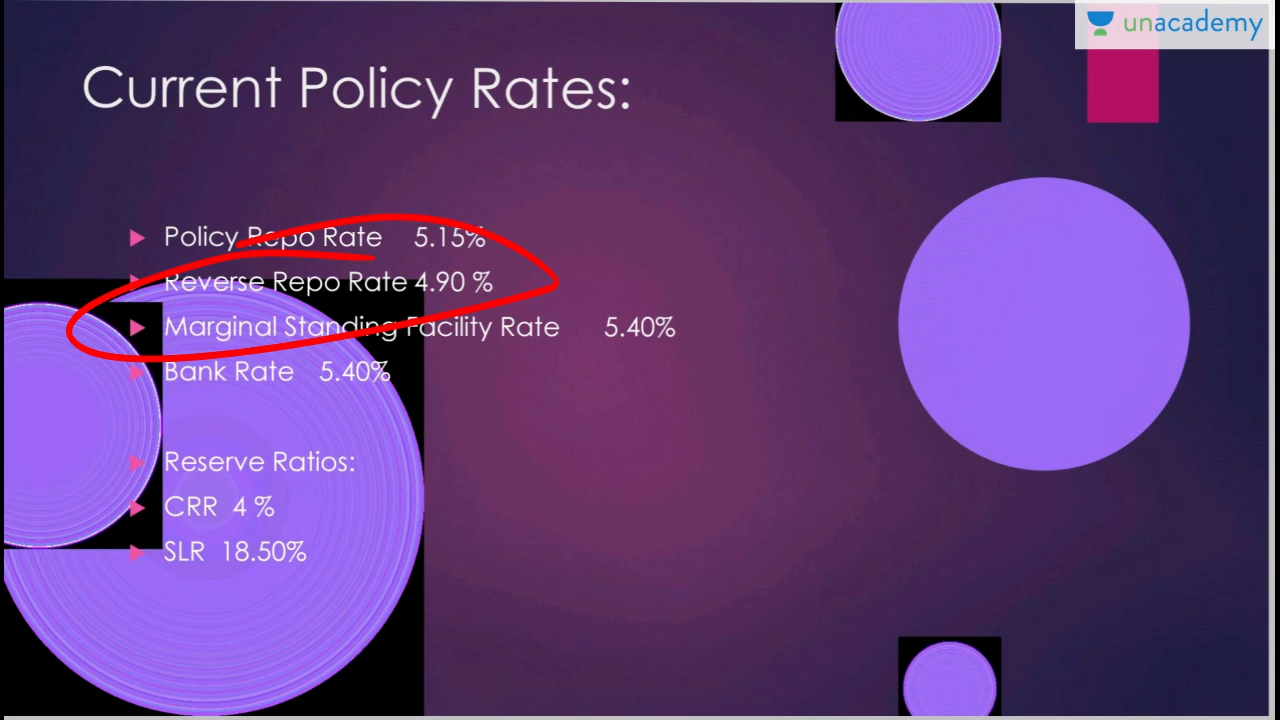 unacademy
Current Policy Rates:
Policy Repo Rate 5.15%
Reverse Repo Rate 4.90 %
Marginal Standing Facility Rate 5.40%
Bank Rate 5.40%
Reserve Ratios:
CRR 4 %
SLR 18.50%